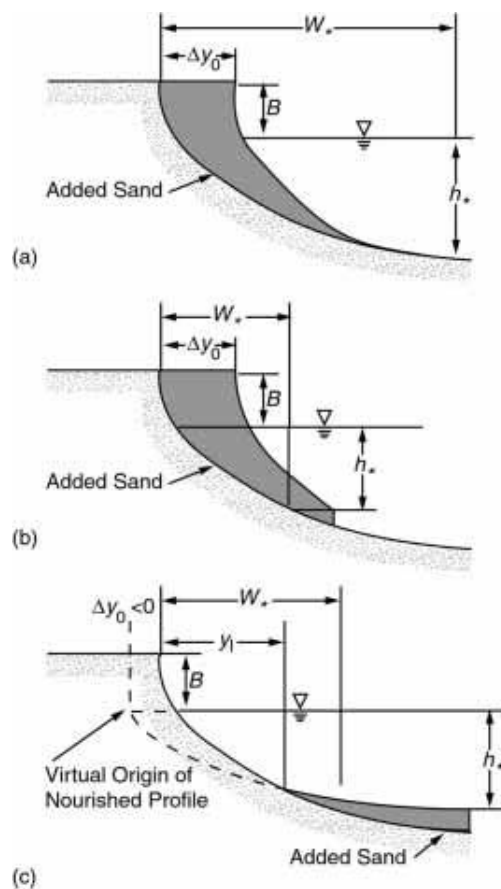 W*
Δy0
B
h*
Added Sand
(a)
W*
Δy0
B
h*
Added Sand
(b)
Δy0 <0
W*
yI
B
h*
Virtual Origin of
Nourished Profile
Added Sand
(c)